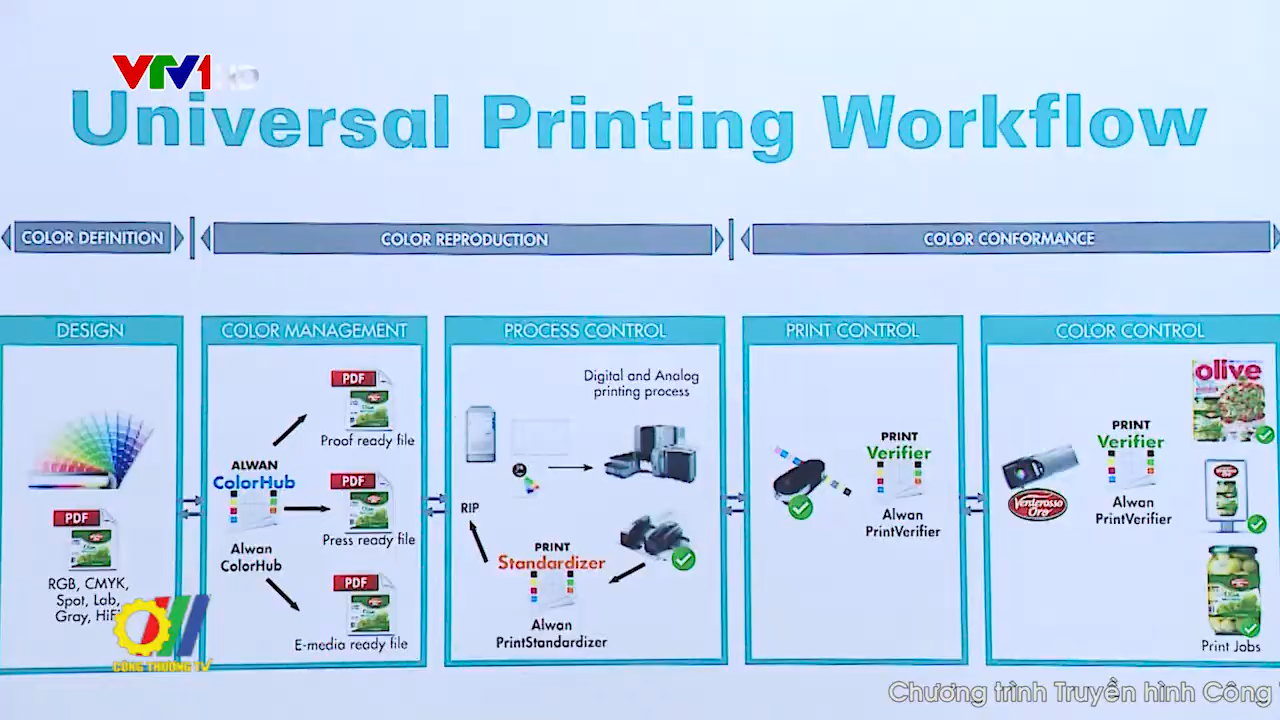 VTV1 HD
Universal Printing Workflow
COLOR DEFINITION
COLOR REPRODUCTION
COLOR CONFORMANCE
DESIGN
RGB, CMYK,
Spot, Lab,
Gray, HiFi
COLOR MANAGEMENT
ALWAN
ColorHub
Alwan
ColorHub
PDF
PDF
Proof ready file
PDF
Press ready file
PDF
E-media ready file
PROCESS CONTROL
Digital and Analog
printing process
RIP
PRINT
Standardizer
Alwan
PrintStandardizer
PRINT CONTROL
PRINT
Verifier
Alwan
PrintVerifier
COLOR CONTROL
Venterosso
Oro
PRINT
Verifier
Alwan
PrintVerifier
olive
Print Jobs
CÔNG THƯƠNG TV
Chương trình Truyền hình Công